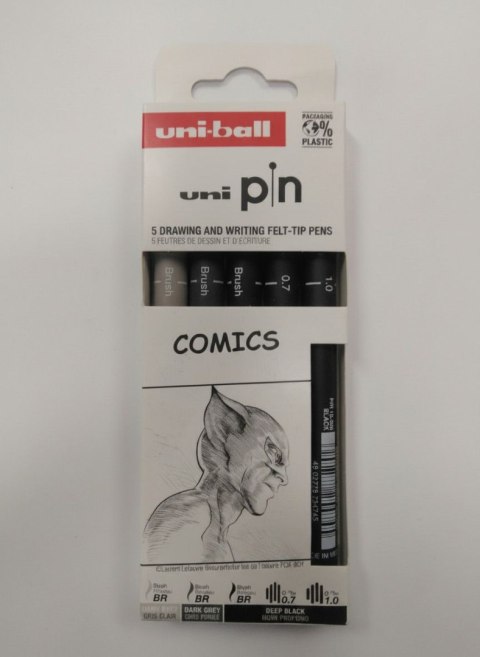 uni-ball
PACKAGING
0%
PLASTIC
uni pin
5 DRAWING AND WRITING FELT-TIP PENS
5 FEUTRES DE DESSIN ET D'ÉCRITURE
Brush
Brush
Brush
0.7
1.0
COMICS
BLACK
BR
BR
BR
0.7
1.0
GRIS CLAIR
DARK GREY
DEEP BLACK
NOIR PROFOND